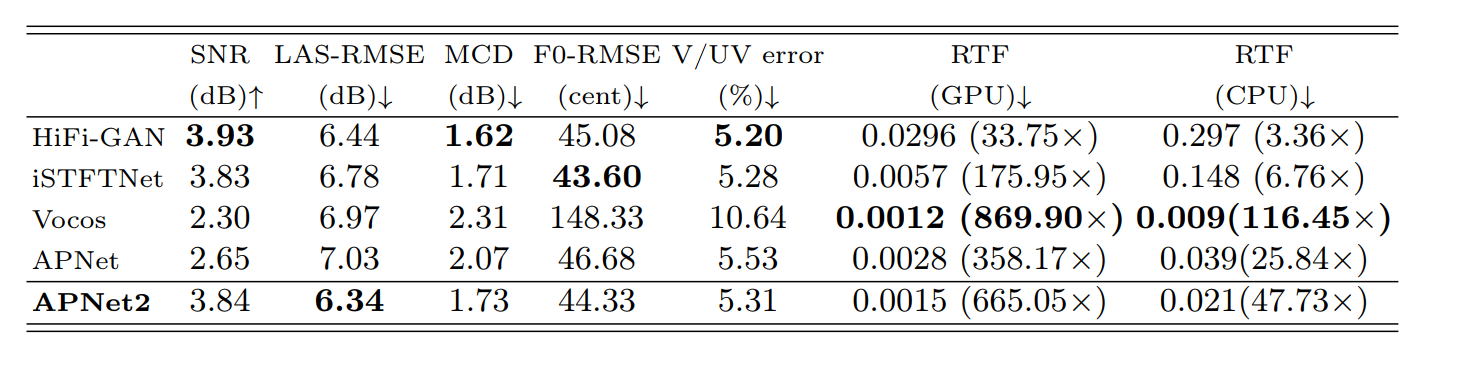 SNR LAS-RMSE MCD F0-RMSE V/UV error RTF RTF
(dB)↑ (dB)↓ (dB)↓ (cent)↓ (%)↓ (GPU)↓ (CPU)↓
HiFi-GAN 3.93 6.44 1.62 45.08 5.20 0.0296 (33.75×) 0.297 (3.36×)
iSTFTNet 3.83 6.78 1.71 43.60 5.28 0.0057 (175.95×) 0.148 (6.76×)
Vocos 2.30 6.97 2.31 148.33 10.64 0.0012 (869.90×) 0.009(116.45×)
APNet 2.65 7.03 2.07 46.68 5.53 0.0028 (358.17×) 0.039(25.84×)
APNet2 3.84 6.34 1.73 44.33 5.31 0.0015 (665.05×) 0.021(47.73×)